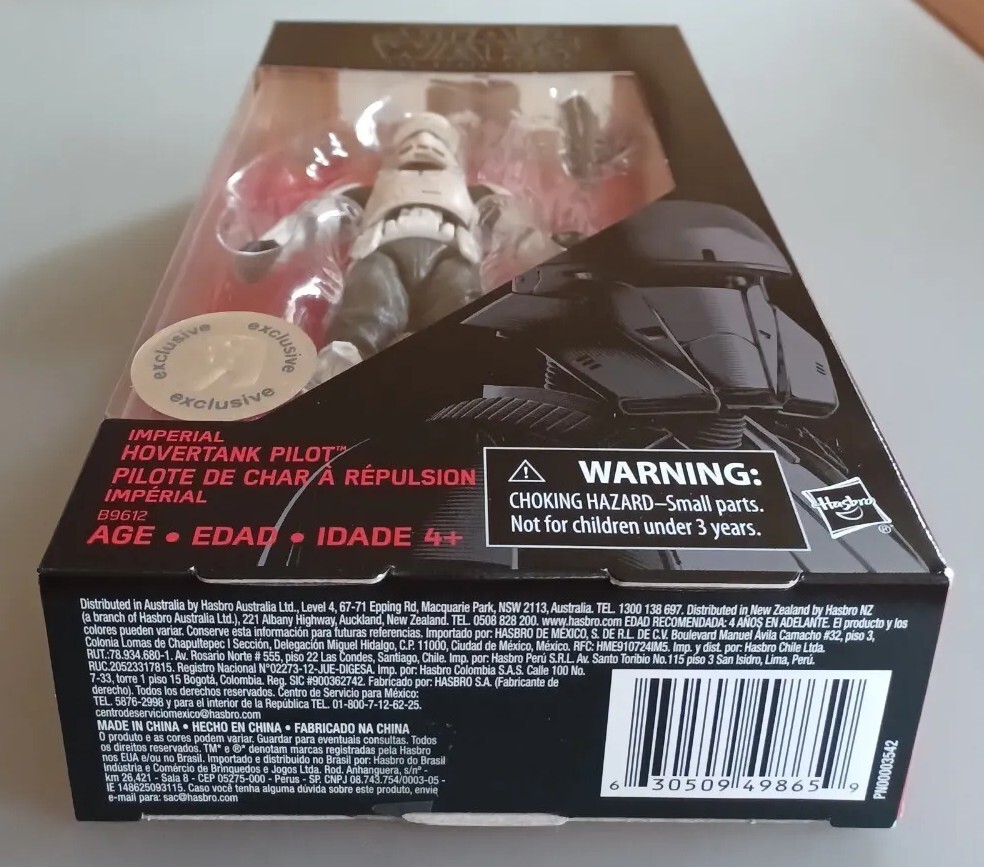 STAR
WARS
exclusive
exclusive
exclusive
IMPERIAL
HOVERTANK PILOT™
PILOTE DE CHAR À RÉPULSION
IMPÉRIAL
B9612
AGE • EDAD • IDADE 4+
WARNING:
CHOKING HAZARD—Small parts.
Not for children under 3 years.
Hasbro
®
Distributed in Australia by Hasbro Australia Ltd., Level 4, 67-71 Epping Rd, Macquarie Park, NSW 2113, Australia. TEL. 1300 138 697. Distributed in New Zealand by Hasbro NZ
(a branch of Hasbro Australia Ltd.), 221 Albany Highway, Auckland, New Zealand. TEL. 0508 828 200. www.hasbro.com EDAD RECOMENDADA: 4 AÑOS EN ADELANTE. El producto y los
colores pueden variar. Conserve esta información para futuras referencias. Importado por: HASBRO DE MÉXICO, S. DE R.L. DE C.V. Boulevard Manuel Ávila Camacho #32, piso 3,
Colonia Lomas de Chapultepec I Sección, Delegación Miguel Hidalgo, C.P. 11000, Ciudad de México, México. RFC: HME910724IM5. Imp. y dist. por: Hasbro Chile Ltda.
RUT.:78.934.680-1. Av. Rosario Norte # 555, piso 22 Las Condes, Santiago, Chile. Imp. por: Hasbro Perú S.R.L. Av. Santo Toribio No.115 piso 3 San Isidro, Lima, Perú.
RUC.20523317815. Registro Nacional N°02273-12-JUE-DIGESA. Imp. por: Hasbro Colombia S.A.S. Calle 100 No.
7-33, torre 1 piso 15 Bogotá, Colombia. Reg. SIC #900362742. Fabricado por: HASBRO S.A. (Fabricante de
derecho). Todos los derechos reservados. Centro de Servicio para México:
TEL. 5876-2998 y para el interior de la República TEL. 01-800-7-12-62-25.
centrodeserviciomexico@hasbro.com
MADE IN CHINA • HECHO EN CHINA • FABRICADO NA CHINA
O produto e as cores podem variar. Guardar para eventuais consultas. Todos
os direitos reservados. TM* e ®* denotam marcas registradas pela Hasbro
nos EUA e/ou no Brasil. Importado e distribuído no Brasil por: Hasbro do Brasil
Indústria e Comércio de Brinquedos e Jogos Ltda. Rod. Anhanguera, s/nº -
km 26,421 - Sala 8 - CEP 05275-000 - Perus - SP. CNPJ 08.743.754/0003-05 -
IE 148625093115. Caso você tenha alguma dúvida sobre este produto, envie
e-mail para: sac@hasbro.com
6 30509 49865 9
PN00003542